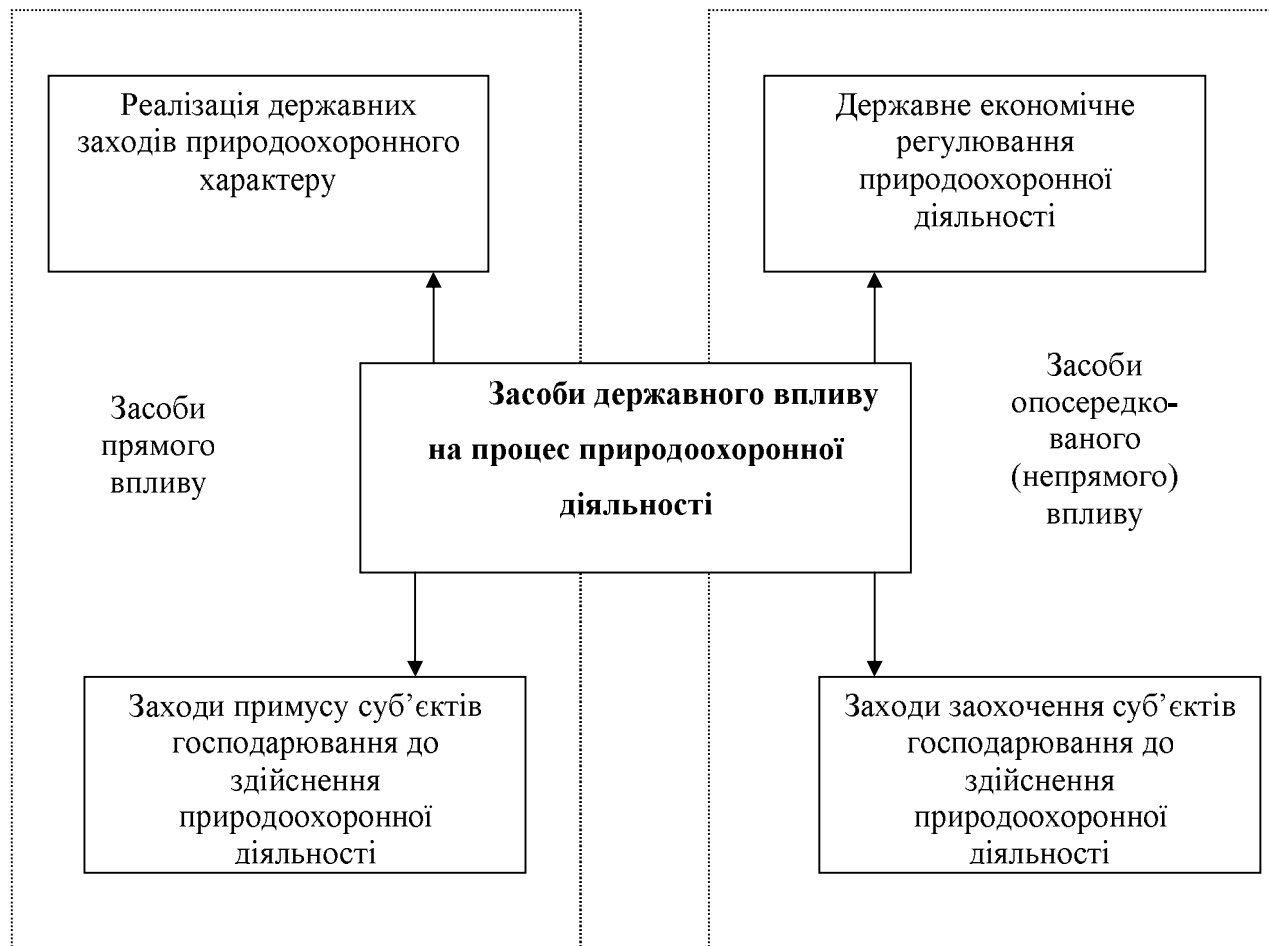 Реалізація державних
заходів природоохоронного
характеру
Державне економічне
регулювання
природоохоронної
діяльності
Засоби
прямого
впливу
Засоби державного впливу
на процес природоохоронної
діяльності
Засоби
опосередко-
ваного
(непрямого)
впливу
Заходи примусу суб’єктів
господарювання до
здійснення
природоохоронної
діяльності
Заходи заохочення суб’єктів
господарювання до
здійснення
природоохоронної
діяльності